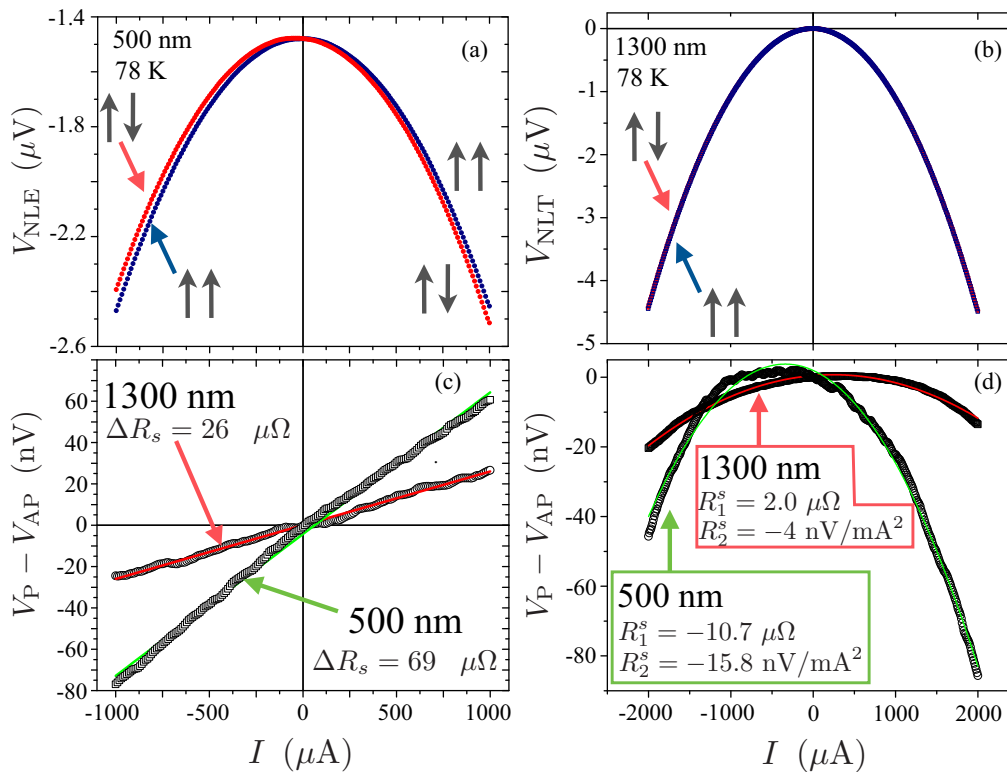 -1.4
-1.8
-2.2
-2.6
V_NLE (μV)
500 nm
78 K
(a)
0
-1
-2
-3
-4
-5
V_NLT (μV)
1300 nm
78 K
(b)
60
40
20
0
-20
-40
-60
-80
V_P − V_AP (nV)
(c)
1300 nm
ΔR_s = 26 μΩ
500 nm
ΔR_s = 69 μΩ
-1000 -500 0 500 1000
I (μA)
0
-20
-40
-60
-80
V_P − V_AP (nV)
(d)
1300 nm
R_1^s = 2.0 μΩ
R_2^s = −4 nV/mA^2
500 nm
R_1^s = −10.7 μΩ
R_2^s = −15.8 nV/mA^2
-2000 -1000 0 1000 2000
I (μA)